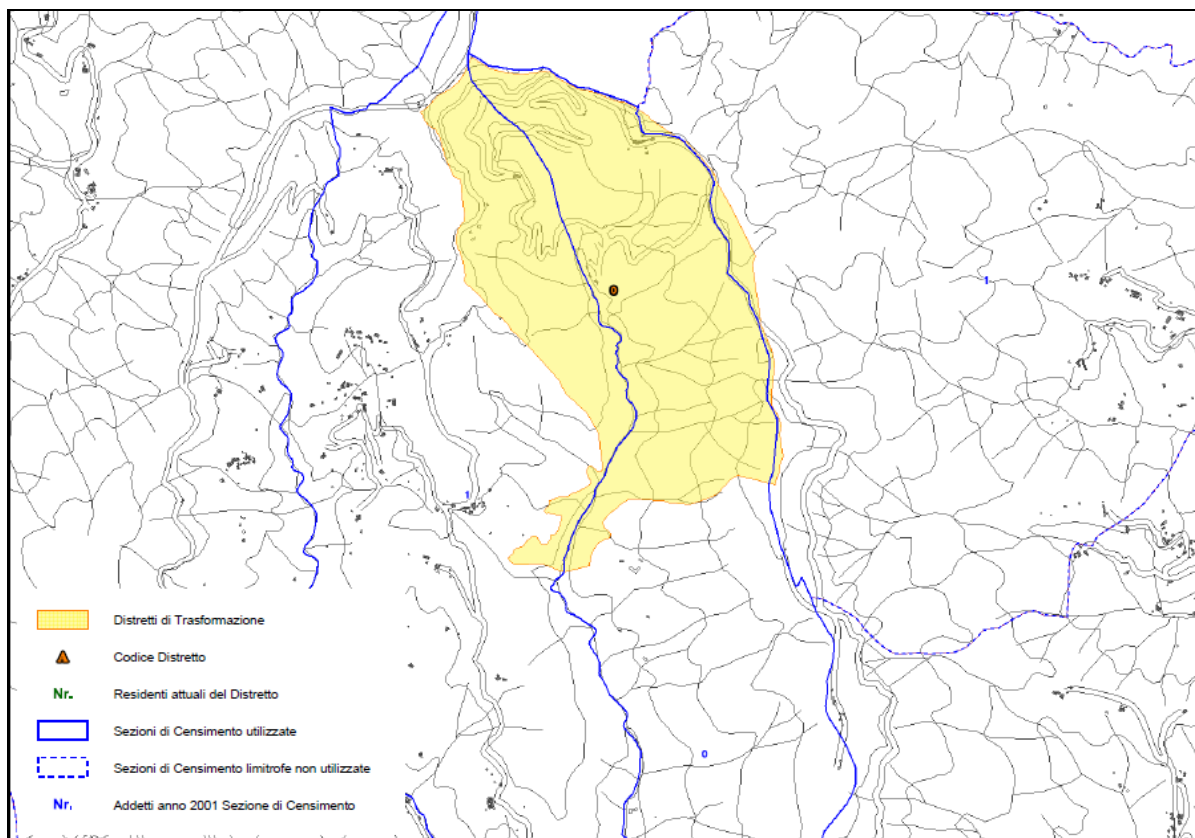 1
1
0
Distretti di Trasformazione
A Codice Distretto
Nr. Residenti attuali del Distretto
Sezioni di Censimento utilizzate
Sezioni di Censimento limitrofe non utilizzate
Nr. Addetti anno 2001 Sezione di Censimento